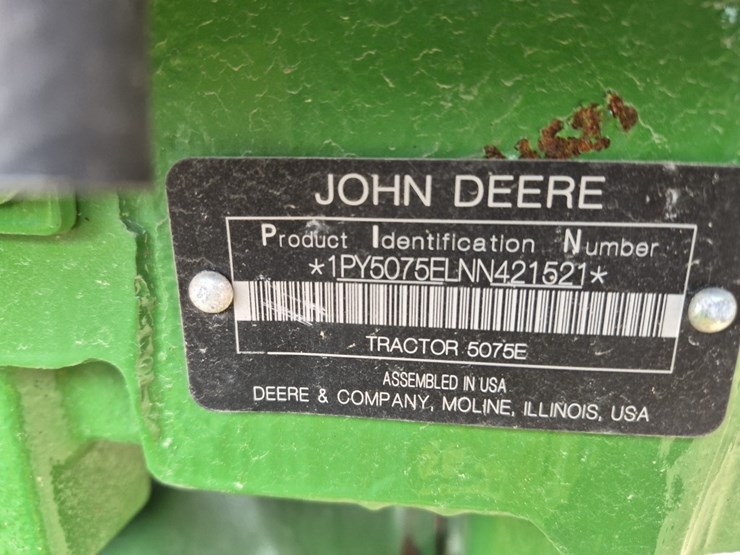 JOHN DEERE
Product Identification Number
*1PY5075ELNN421521*
TRACTOR 5075E
ASSEMBLED IN USA
DEERE & COMPANY, MOLINE, ILLINOIS, USA